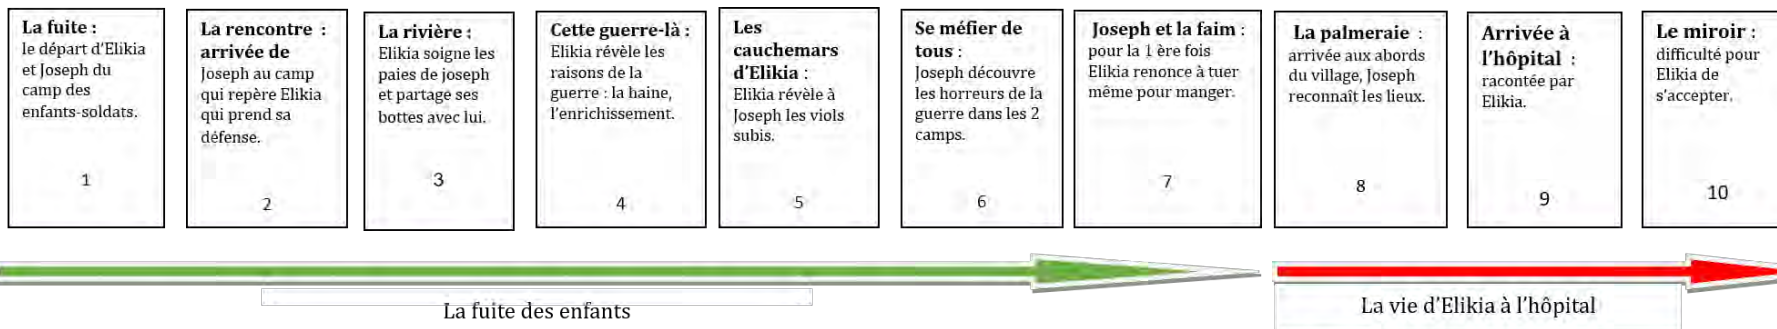 La fuite :
le départ d'Elikia
et Joseph du
camp des
enfants-soldats.
1
La rencontre :
arrivée de
Joseph au camp
qui repère Elikia
qui prend sa
défense.
2
La rivière :
Elikia soigne les
paies de joseph
et partage ses
bottes avec lui.
3
Cette guerre-là :
Elikia révèle les
raisons de la
guerre : la haine,
l'enrichissement.
4
Les
cauchemars
d'Elikia :
Elikia révèle à
Joseph les viols
subis.
5
Se méfier de
tous :
Joseph découvre
les horreurs de la
guerre dans les 2
camps.
6
Joseph et la faim :
pour la 1 ère fois
Elikia renonce à tuer
même pour manger.
7
La palmeraie :
arrivée aux abords
du village, Joseph
reconnaît les lieux.
8
Arrivée à
l'hôpital :
racontée par
Elikia.
9
Le miroir :
difficulté pour
Elikia de
s'accepter.
10
La fuite des enfants
La vie d'Elikia à l'hôpital